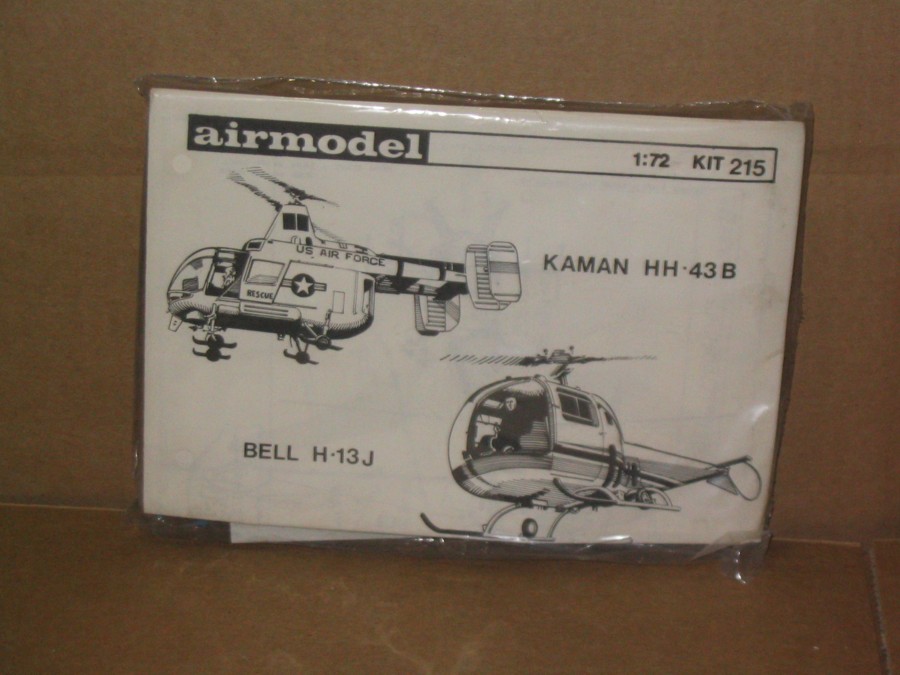 airmodel
1:72 KIT 215
US AIR FORCE
RESCUE
KAMAN HH-43B
BELL H-13J